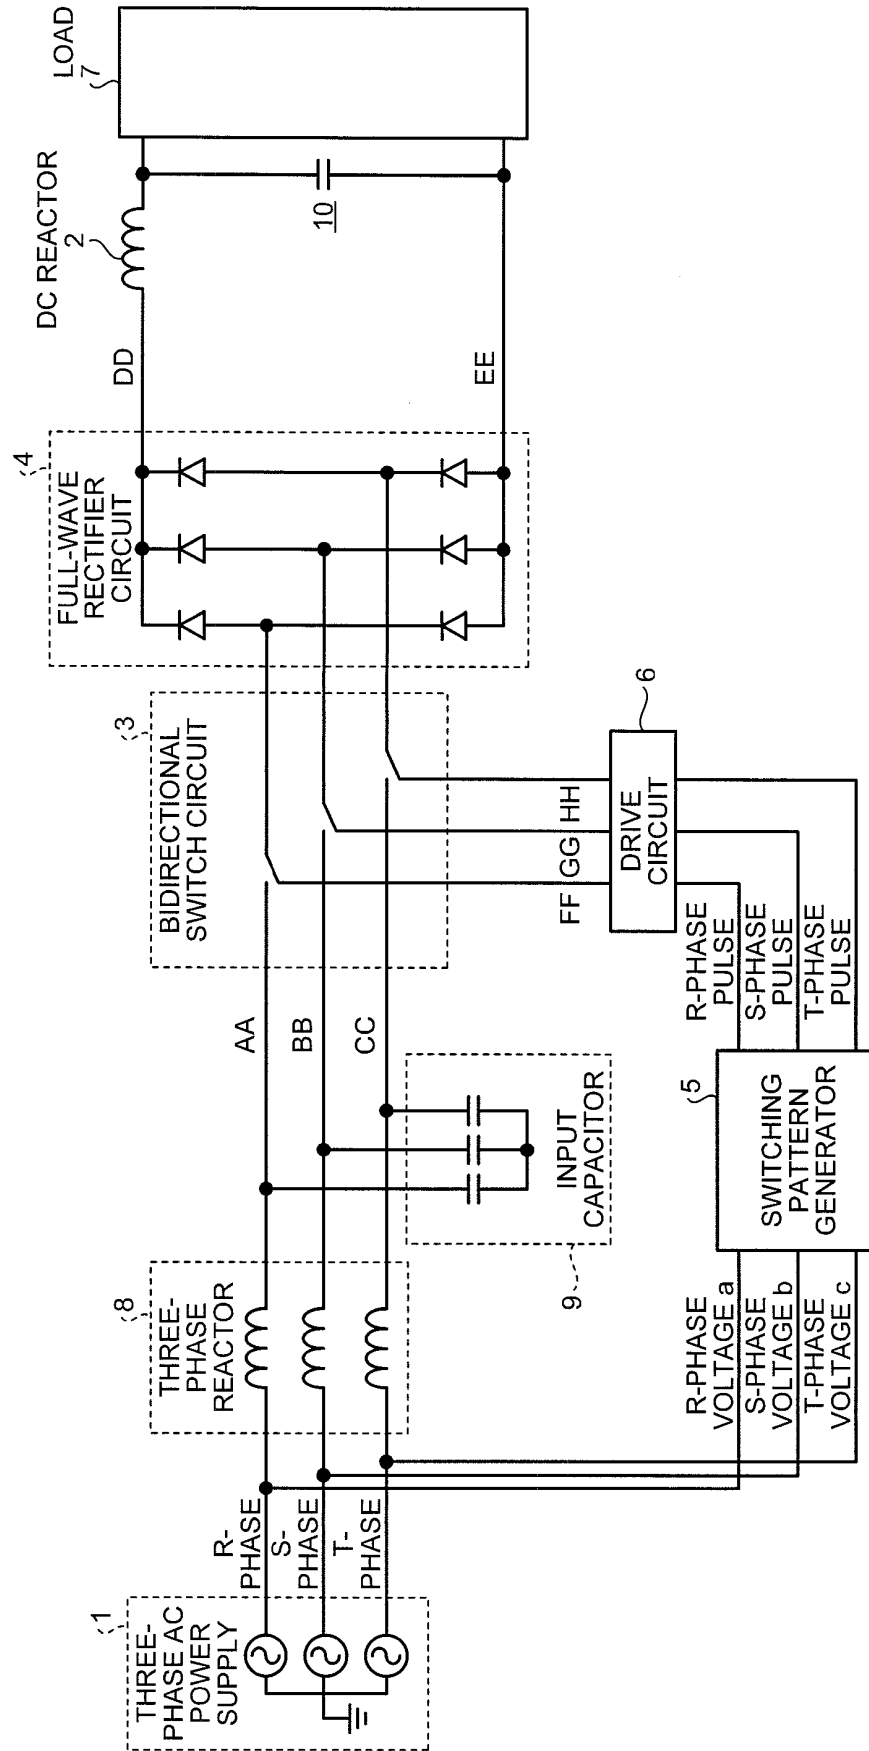 THREE-
PHASE AC
POWER
SUPPLY
1
R-
PHASE
S-
PHASE
T-
PHASE
THREE-
PHASE
REACTOR
8
AA
BB
CC
INPUT
CAPACITOR
9
BIDIRECTIONAL
SWITCH CIRCUIT
3
FULL-WAVE
RECTIFIER
CIRCUIT
4
DD
EE
DC REACTOR
2
10
LOAD
7
FF
GG
HH
DRIVE
CIRCUIT
6
R-PHASE
VOLTAGE a
S-PHASE
VOLTAGE b
T-PHASE
VOLTAGE c
SWITCHING
PATTERN
GENERATOR
5
R-PHASE
PULSE
S-PHASE
PULSE
T-PHASE
PULSE